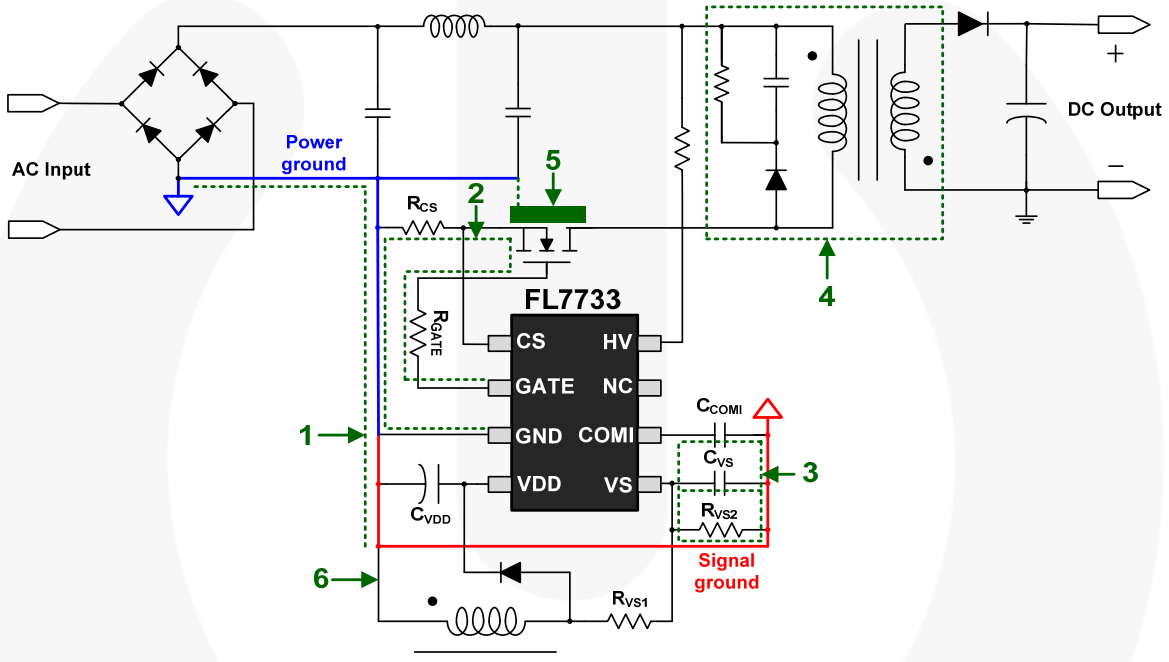 +
DC Output
−
AC Input
Power
ground
5
2
RCS
4
FL7733
RGATE
CS
HV
GATE
NC
GND
COMI
VDD
VS
CCOMI
1
CVS
3
CVDD
RVS2
Signal
ground
6
RVS1